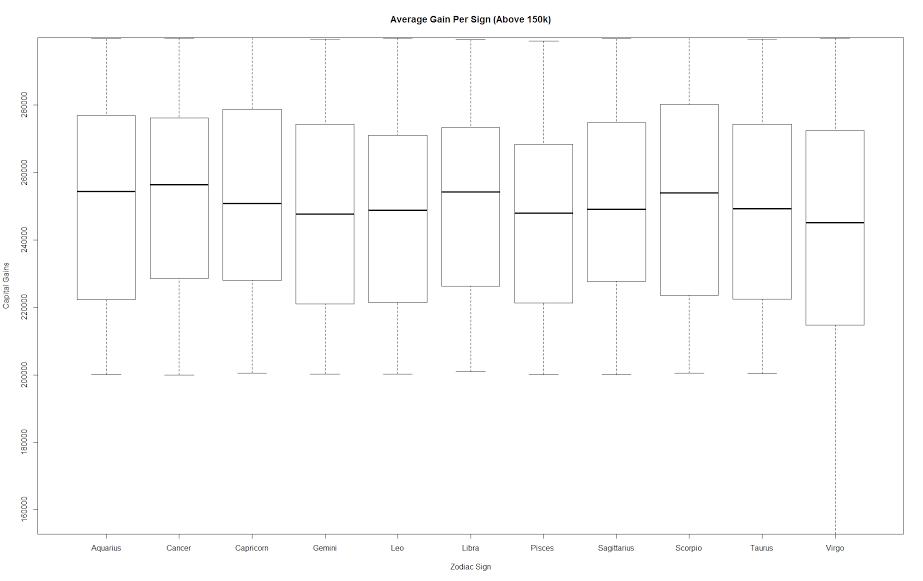 Average Gain Per Sign (Above 150k)
Capital Gains
280000
260000
240000
220000
200000
180000
160000
Aquarius Cancer Capricorn Gemini Leo Libra Pisces Sagittarius Scorpio Taurus Virgo
Zodiac Sign